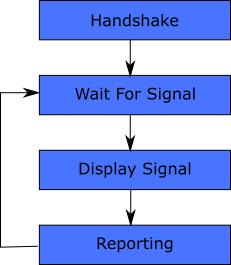 Handshake
Wait For Signal
Display Signal
Reporting